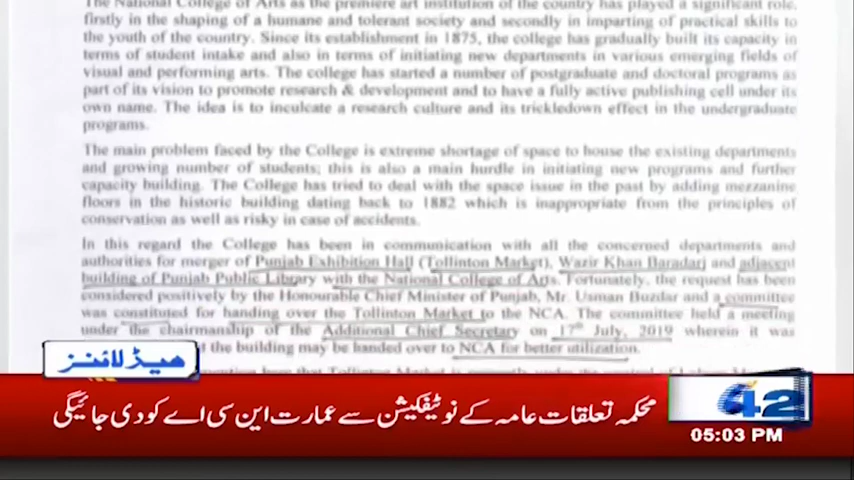 The National College of Arts as the premiere art institution of the country has played a significant role,
firstly in the shaping of a humane and tolerant society and secondly in imparting of practical skills to
the youth of the country. Since its establishment in 1875, the college has gradually built its capacity in
terms of student intake and also in terms of initiating new departments in various emerging fields of
visual and performing arts. The college has started a number of postgraduate and doctoral programs as
part of its vision to promote research & development and to have a fully active publishing cell under its
own name. The idea is to inculcate a research culture and its trickledown effect in the undergraduate
programs.
The main problem faced by the College is extreme shortage of space to house the existing departments
and growing number of students; this is also a main hurdle in initiating new programs and further
capacity building. The College has tried to deal with the space issue in the past by adding mezzanine
floors in the historic building dating back to 1882 which is inappropriate from the principles of
conservation as well as risky in case of accidents.
In this regard the College has been in communication with all the concerned departments and
authorities for merger of Punjab Exhibition Hall (Tollinton Market), Wazir Khan Baradari and adjacent
building of Punjab Public Library with the National College of Arts. Fortunately, the request has been
considered positively by the Honourable Chief Minister of Punjab, Mr. Usman Buzdar and a committee
was constituted for handing over the Tollinton Market to the NCA. The committee held a meeting
under the chairmanship of the Additional Chief Secretary on 17th July, 2019 wherein it was
the building may be handed over to NCA for better utilization.
ہیڈلائنز
محکمہ تعلقات عامہ کے نوٹیفکیشن سے عمارت این سی اے کو دی جائیگی
42
05:03 PM